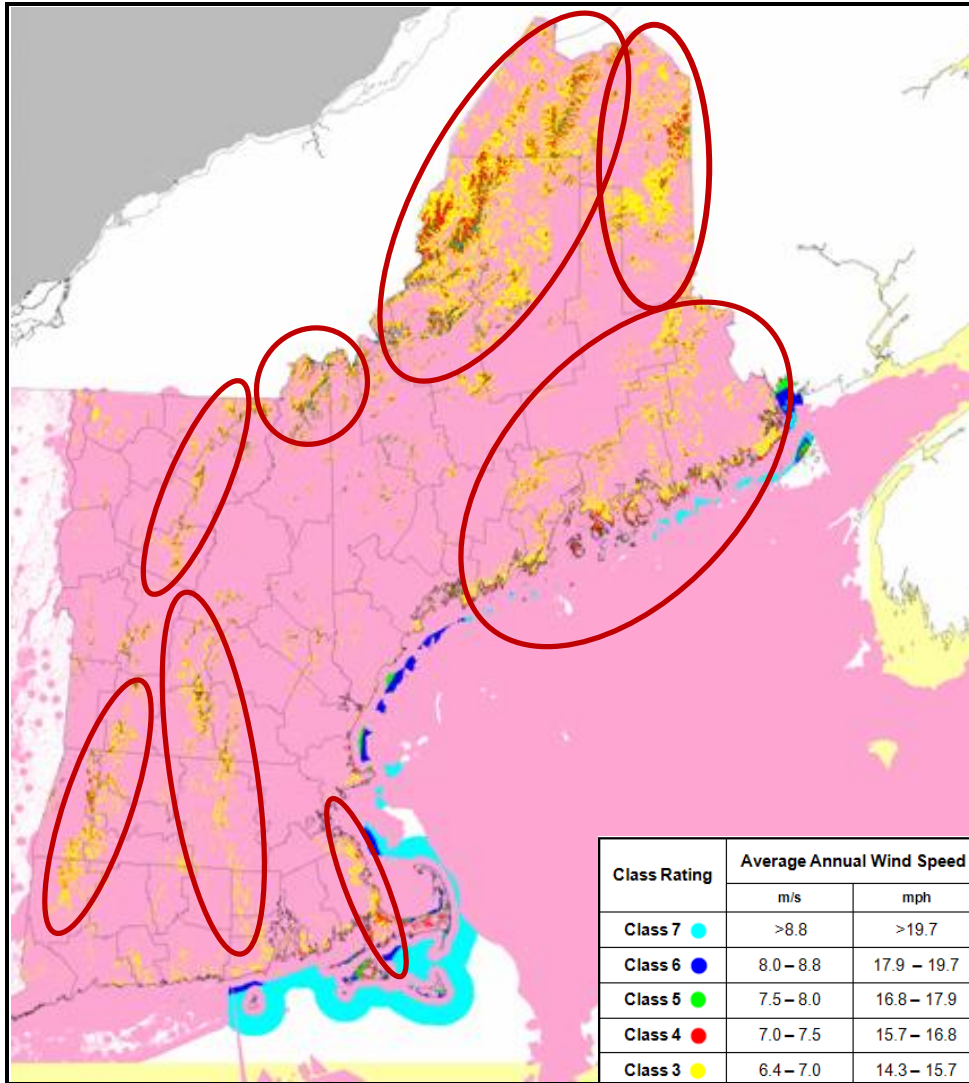 Class Rating Average Annual Wind Speed
m/s mph
Class 7 >8.8 >19.7
Class 6 8.0 – 8.8 17.9 – 19.7
Class 5 7.5 – 8.0 16.8 – 17.9
Class 4 7.0 – 7.5 15.7 – 16.8
Class 3 6.4 – 7.0 14.3 – 15.7